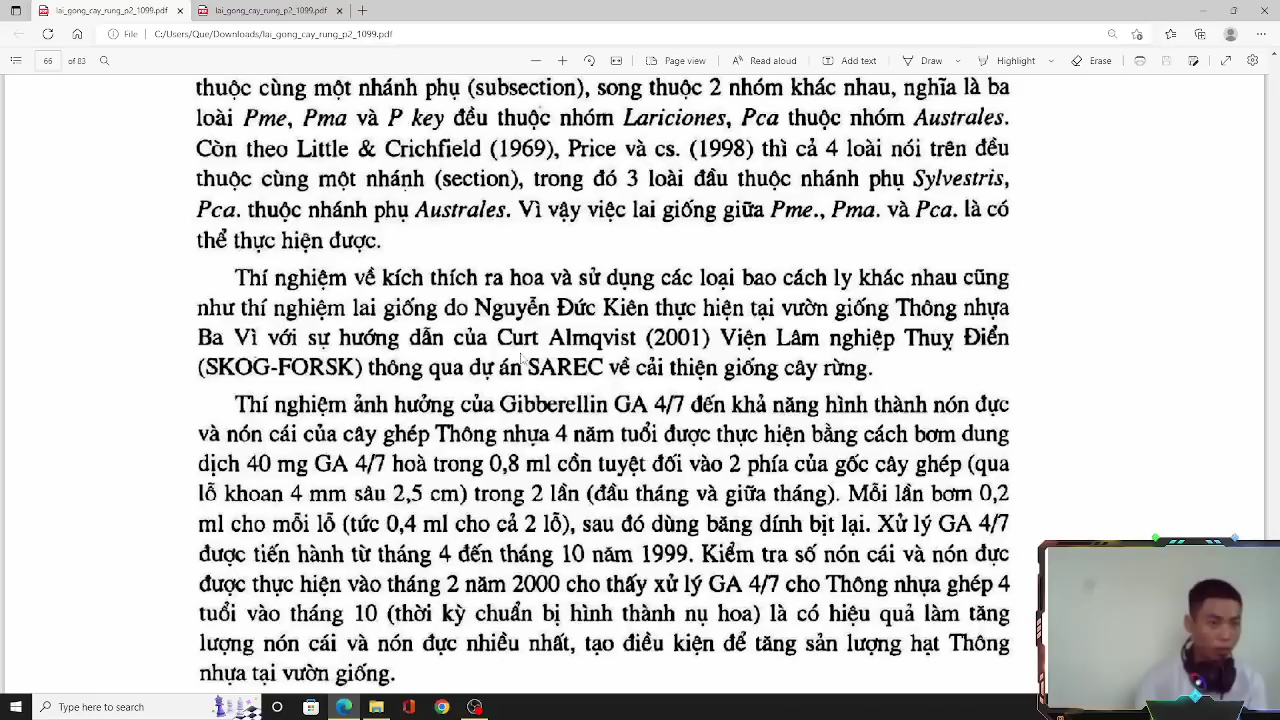 lai_gong_cay_rung_p2_1099.pdf
lai_gong_cay_rung_p2_1099.pdf
File
C:/Users/Que/Downloads/lai_gong_cay_rung_p2_1099.pdf
66 of 83
Page view
Read aloud
Add text
Draw
Highlight
Erase
thuộc cùng một nhánh phụ (subsection), song thuộc 2 nhóm khác nhau, nghĩa là ba
loài Pme, Pma và P key đều thuộc nhóm Lariciones, Pca thuộc nhóm Australes.
Còn theo Little & Crichfield (1969), Price và cs. (1998) thì cả 4 loài nói trên đều
thuộc cùng một nhánh (section), trong đó 3 loài đầu thuộc nhánh phụ Sylvestris,
Pca. thuộc nhánh phụ Australes. Vì vậy việc lai giống giữa Pme., Pma. và Pca. là có
thể thực hiện được.
Thí nghiệm về kích thích ra hoa và sử dụng các loại bao cách ly khác nhau cũng
như thí nghiệm lai giống do Nguyễn Đức Kiên thực hiện tại vườn giống Thông nhựa
Ba Vì với sự hướng dẫn của Curt Almqvist (2001) Viện Lâm nghiệp Thuỵ Điển
(SKOG-FORSK) thông qua dự án SAREC về cải thiện giống cây rừng.
Thí nghiệm ảnh hưởng của Gibberellin GA 4/7 đến khả năng hình thành nón đực
và nón cái của cây ghép Thông nhựa 4 năm tuổi được thực hiện bằng cách bơm dung
dịch 40 mg GA 4/7 hoà trong 0,8 ml cồn tuyệt đối vào 2 phía của gốc cây ghép (qua
lỗ khoan 4 mm sâu 2,5 cm) trong 2 lần (đầu tháng và giữa tháng). Mỗi lần bơm 0,2
ml cho mỗi lỗ (tức 0,4 ml cho cả 2 lỗ), sau đó dùng băng dính bịt lại. Xử lý GA 4/7
được tiến hành từ tháng 4 đến tháng 10 năm 1999. Kiểm tra số nón cái và nón đực
được thực hiện vào tháng 2 năm 2000 cho thấy xử lý GA 4/7 cho Thông nhựa ghép 4
tuổi vào tháng 10 (thời kỳ chuẩn bị hình thành nụ hoa) là có hiệu quả làm tăng
lượng nón cái và nón đực nhiều nhất, tạo điều kiện để tăng sản lượng hạt Thông
nhựa tại vườn giống.
Type here to search